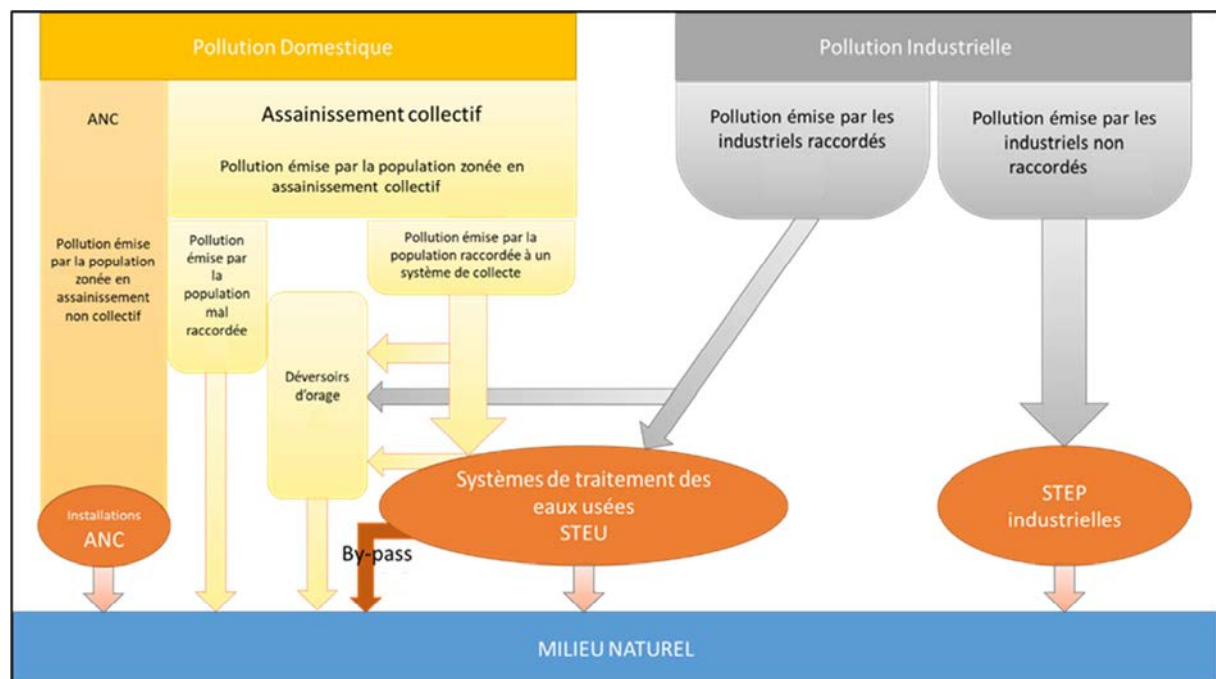 Pollution Domestique
Pollution Industrielle
ANC
Assainissement collectif
Pollution émise par la population zonée en
assainissement collectif
Pollution émise par les
industriels raccordés
Pollution émise par les
industriels non
raccordés
Pollution émise
par la population
zonée en
assainissement
non collectif
Pollution
émise par
la
population
mal
raccordée
Pollution émise par la
population raccordée à un
système de collecte
Déversoirs
d'orage
Systèmes de traitement des
eaux usées
STEU
STEP
industrielles
Installations
ANC
By-pass
MILIEU NATUREL